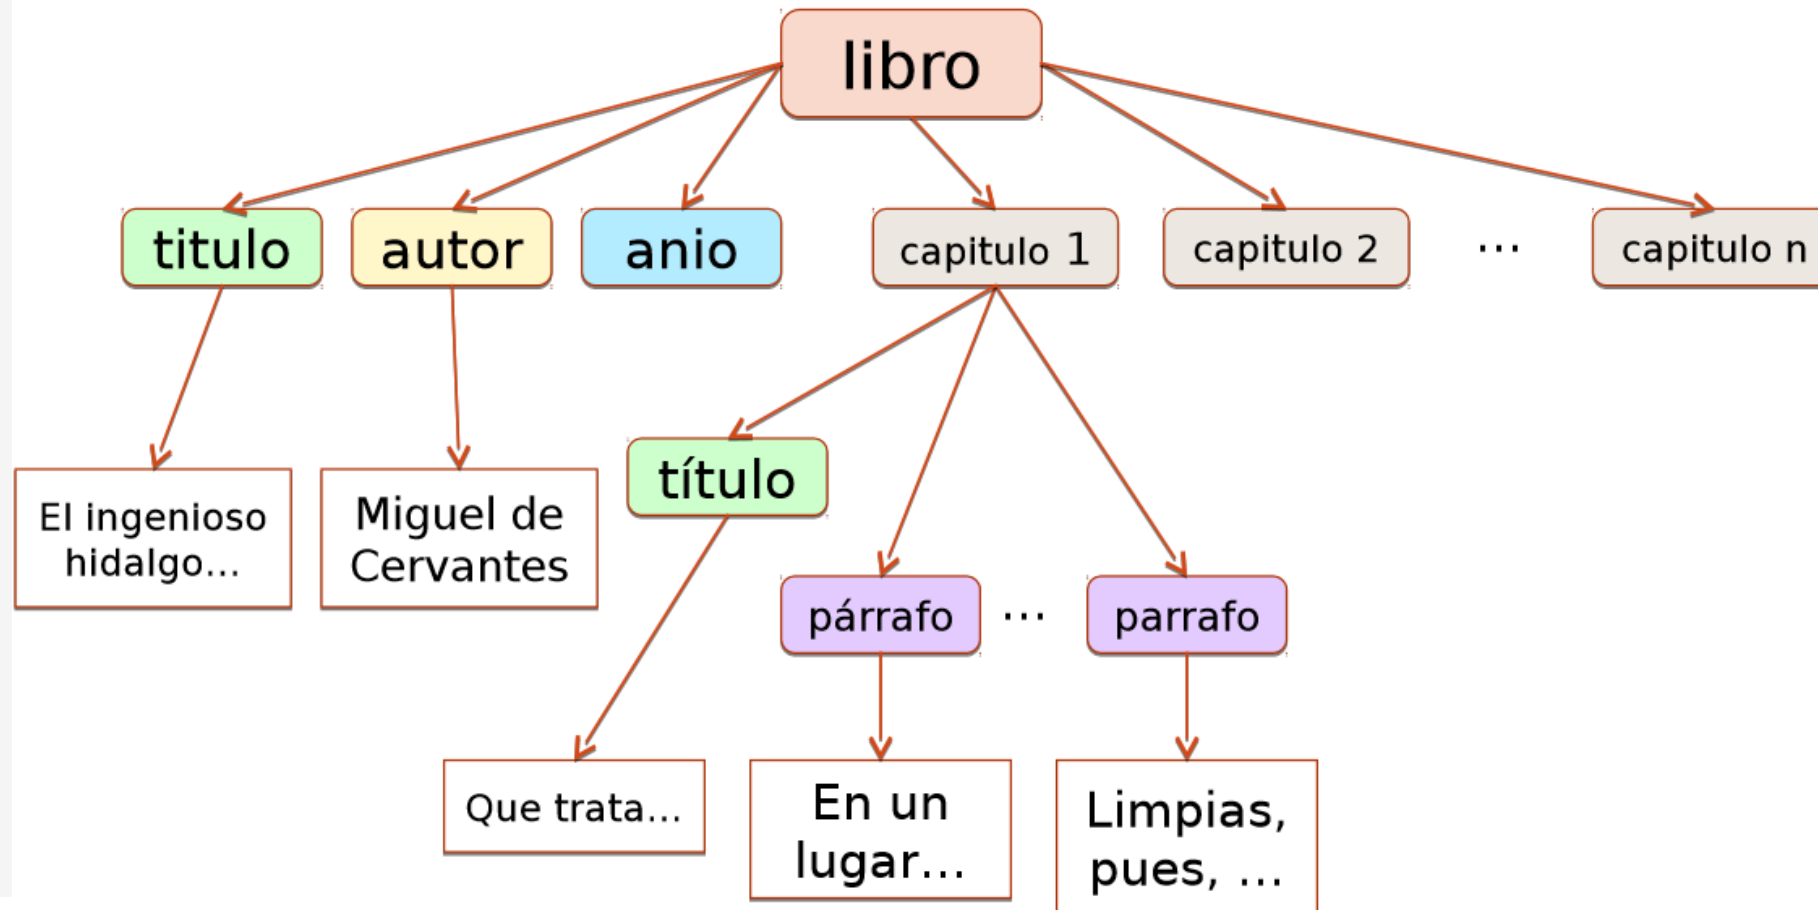 libro
titulo
autor
anio
capitulo 1
capitulo 2
...
capitulo n
El ingenioso
hidalgo...
Miguel de
Cervantes
título
párrafo
...
parrafo
Que trata...
En un
lugar...
Limpias,
pues, ...